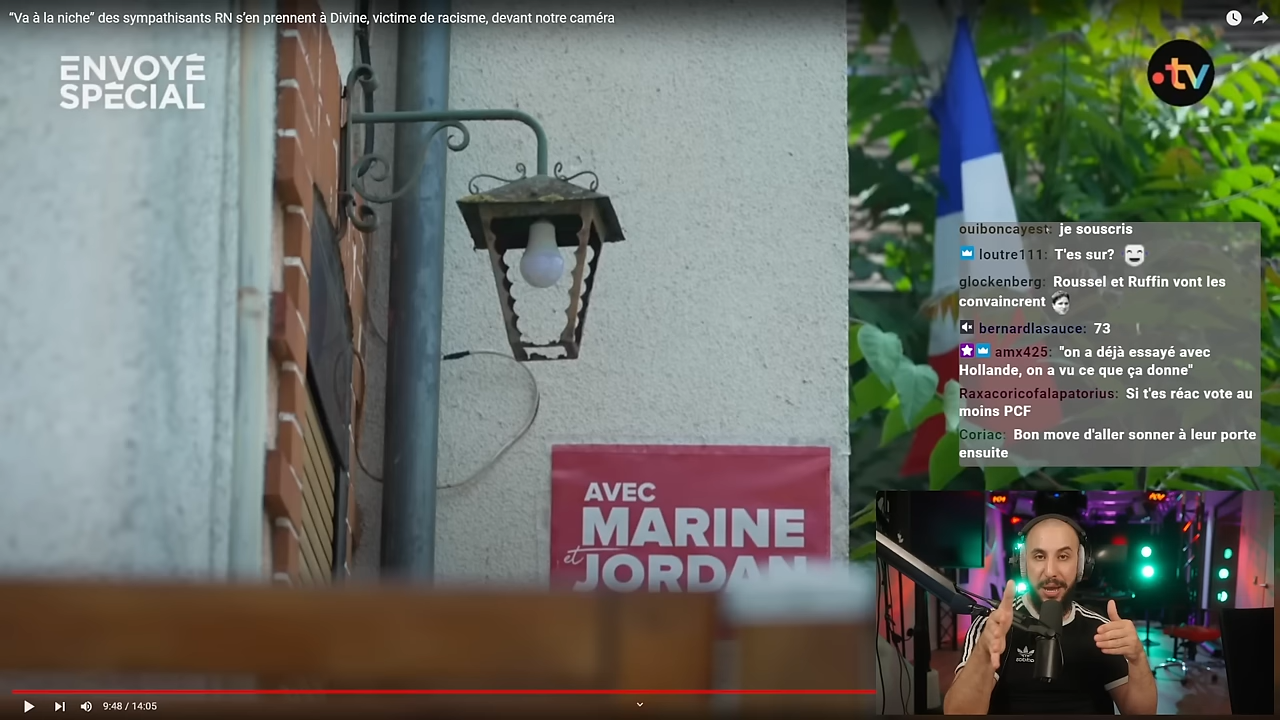 “Va à la niche” des sympathisants RN s’en prennent à Divine, victime de racisme, devant notre caméra
ENVOYÉ
SPÉCIAL
tv
AVEC
MARINE
et
JORDAN
ouiboncayest: je souscris
loutre111: T'es sur?
glockenberg: Roussel et Ruffin vont les
convaincrent
bernardlasauce: 73
amx425: "on a déjà essayé avec
Hollande, on a vu ce que ça donne"
Raxacoricofalapatorius: Si t'es réac vote au
moins PCF
Coriac: Bon move d'aller sonner à leur porte
ensuite
adidas
9:48 / 14:05